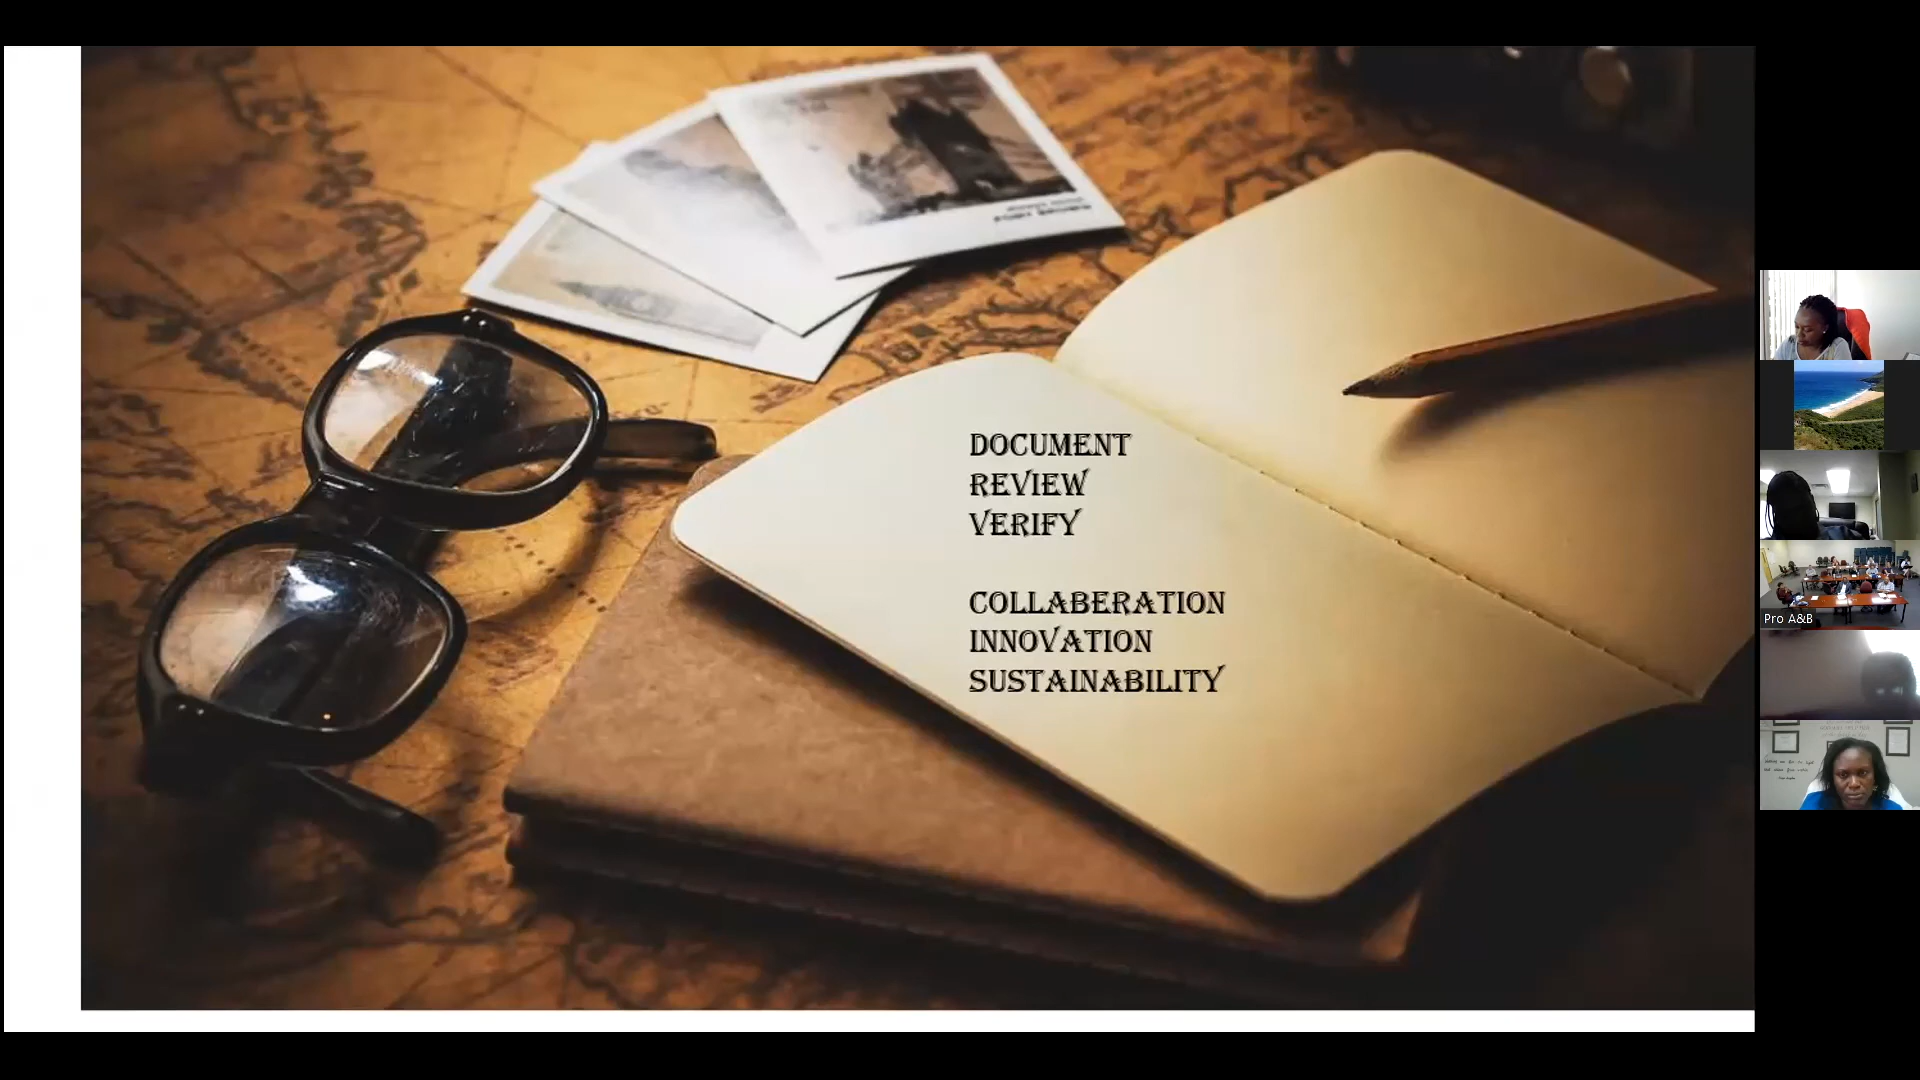 DOCUMENT
REVIEW
VERIFY
COLLABERATION
INNOVATION
SUSTAINABILITY
Pro A&B